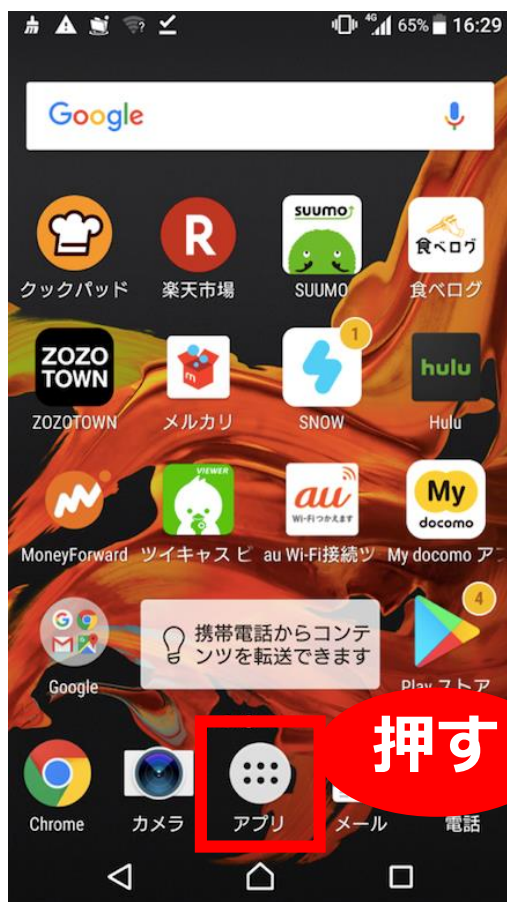 4G 65% 16:29
Google
SUUMO
食べログ
クックパッド 楽天市場 SUUMO 食べログ
ZOZO
TOWN
hulu
1
ZOZOTOWN メルカリ SNOW Hulu
VIEWER
au
Wi-Fiつかえます
My
docomo
MoneyForward ツイキャス ビ au Wi-Fi接続ツ My docomo ア
携帯電話からコンテ
ンツを転送できます
4
Google Play ストア
押す
Chrome カメラ アプリ メール 電話